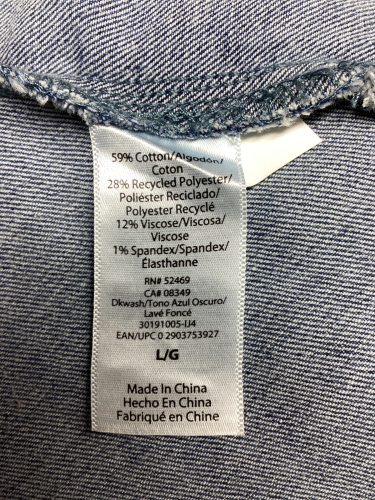 59% Cotton/Algodón/
Coton
28% Recycled Polyester/
Poliéster Reciclado/
Polyester Recyclé
12% Viscose/Viscosa/
Viscose
1% Spandex/Spandex/
Élasthanne
RN# 52469
CA# 08349
Dkwash/Tono Azul Oscuro/
Lavé Foncé
30191005-IJ4
EAN/UPC 0 2903753927
L/G
Made In China
Hecho En China
Fabriqué en Chine